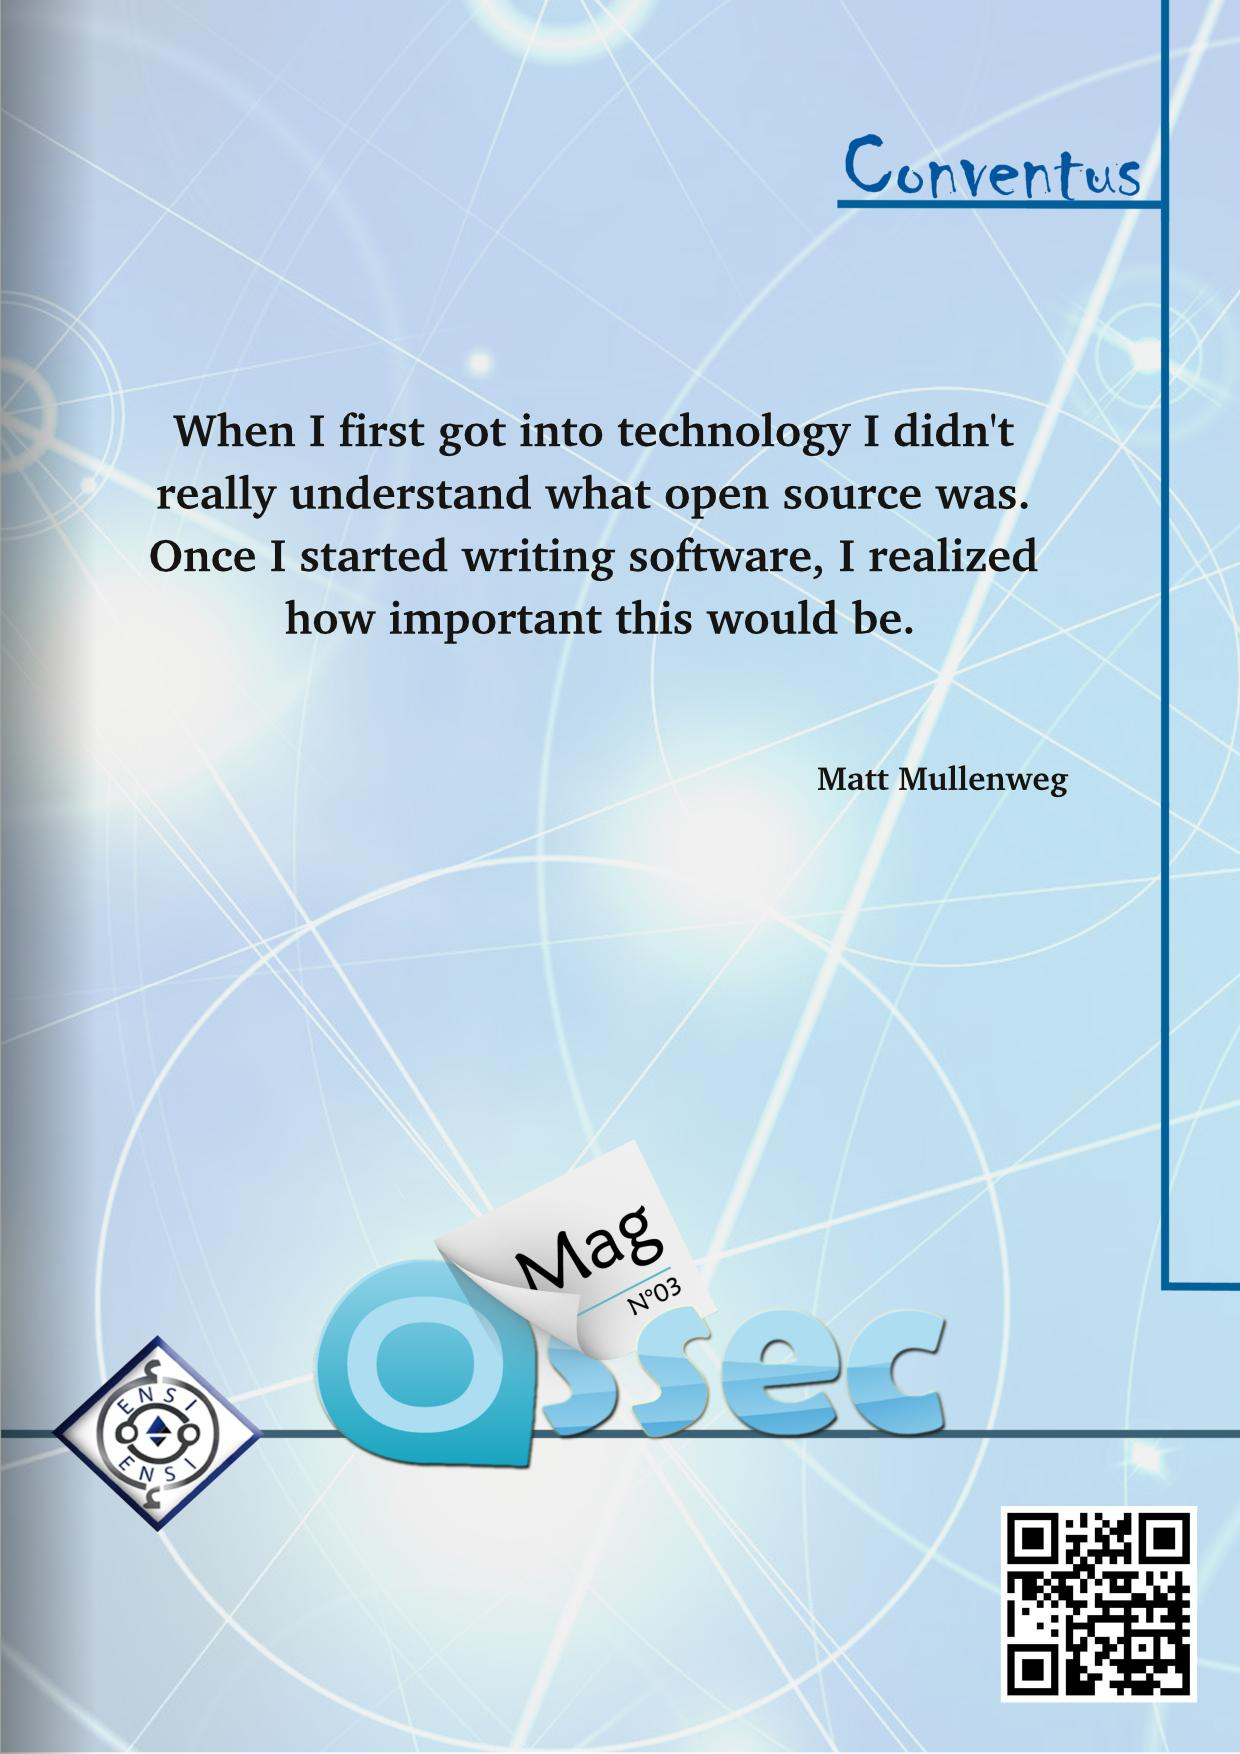 Conventus
When I first got into technology I didn't
really understand what open source was.
Once I started writing software, I realized
how important this would be.
Matt Mullenweg
Mag
N°03
Ossec
ENSI
ENSI